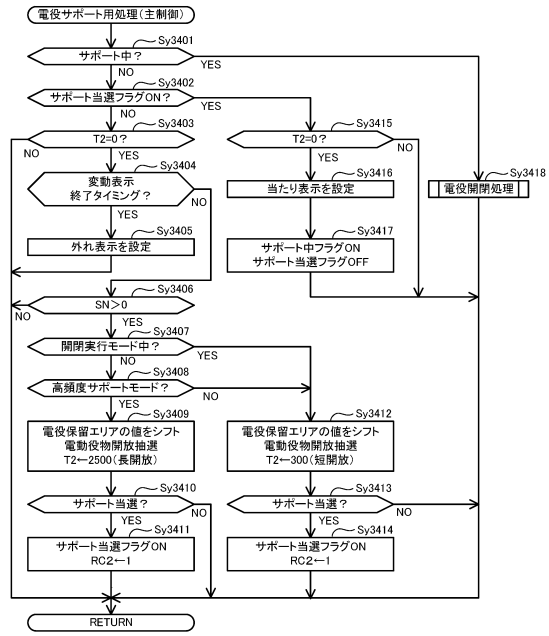 電役サポート用処理（主制御）
Sy3401
サポート中？
YES
NO
Sy3402
サポート当選フラグON？
YES
NO
Sy3403
T2=0？
NO
YES
Sy3415
T2=0？
NO
YES
Sy3404
変動表示
終了タイミング？
NO
YES
Sy3416
当たり表示を設定
Sy3418
電役開閉処理
Sy3405
外れ表示を設定
Sy3417
サポート中フラグON
サポート当選フラグOFF
Sy3406
SN＞0
NO
YES
Sy3407
開閉実行モード中？
YES
NO
Sy3408
高頻度サポートモード？
NO
YES
Sy3409
電役保留エリアの値をシフト
電動役物開放抽選
T2←2500（長開放）
Sy3412
電役保留エリアの値をシフト
電動役物開放抽選
T2←300（短開放）
Sy3410
サポート当選？
NO
YES
Sy3413
サポート当選？
NO
YES
Sy3411
サポート当選フラグON
RC2←1
Sy3414
サポート当選フラグON
RC2←1
RETURN